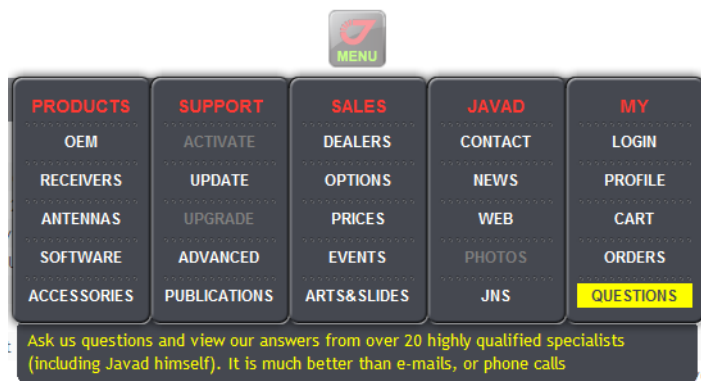 MENU
PRODUCTS SUPPORT SALES JAVAD MY
OEM ACTIVATE DEALERS CONTACT LOGIN
RECEIVERS UPDATE OPTIONS NEWS PROFILE
ANTENNAS UPGRADE PRICES WEB CART
SOFTWARE ADVANCED EVENTS PHOTOS ORDERS
ACCESSORIES PUBLICATIONS ARTS&SLIDES JNS QUESTIONS
Ask us questions and view our answers from over 20 highly qualified specialists
(including Javad himself). It is much better than e-mails, or phone calls